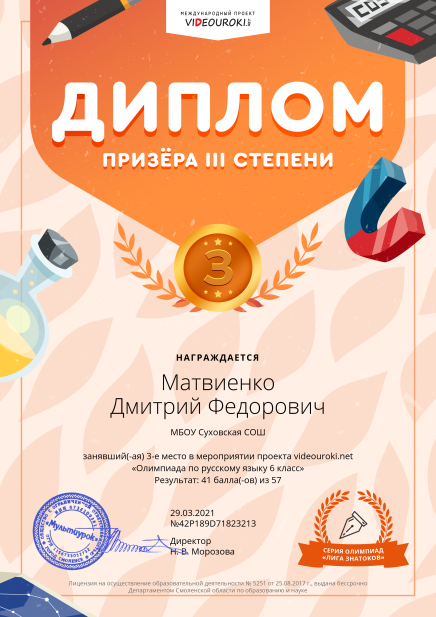 МЕЖДУНАРОДНЫЙ ПРОЕКТ
VIDEOUROKI.NET
COS
ДИПЛОМ
ПРИЗЁРА III СТЕПЕНИ
3
НАГРАЖДАЕТСЯ
Матвиенко
Дмитрий Федорович
МБОУ Суховская СОШ
занявший(-ая) 3-е место в мероприятии проекта videouroki.net
«Олимпиада по русскому языку 6 класс»
Результат: 41 балла(-ов) из 57
29.03.2021
№42P189D71823213
Директор
Н. В. Морозова
«Мультиурок»
СЕРИЯ ОЛИМПИАД
«ЛИГА ЗНАТОКОВ»
Лицензия на осуществление образовательной деятельности № 5251 от 25.08.2017 г., выдана бессрочно
Департаментом Смоленской области по образованию и науке